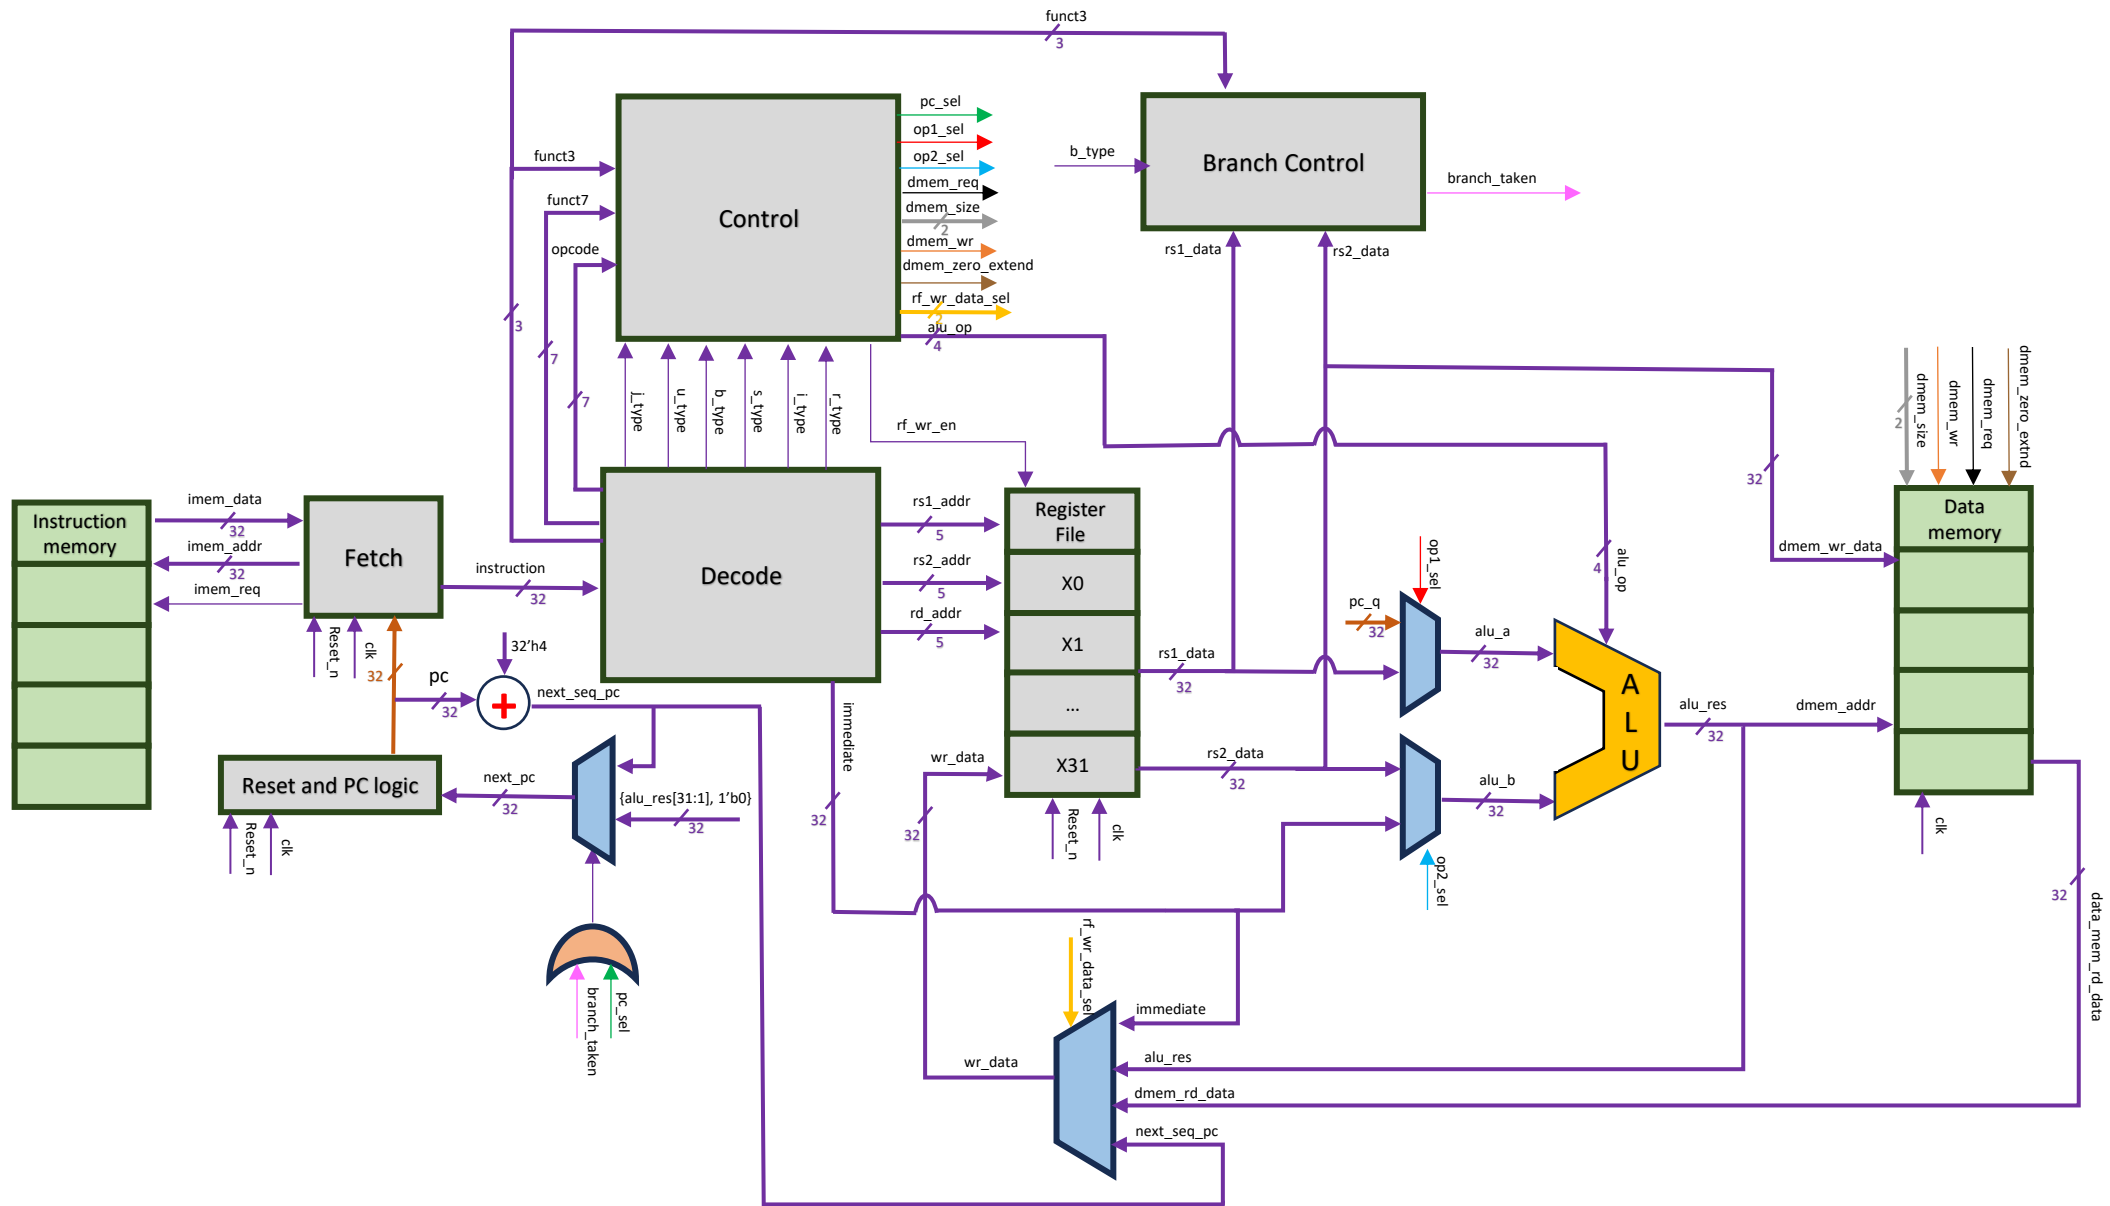 funct3
3
funct3
funct7
opcode
3
7
7
Control
pc_sel
op1_sel
op2_sel
dmem_req
dmem_size
2
dmem_wr
dmem_zero_extend
rf_wr_data_sel
2
alu_op
4
b_type
Branch Control
branch_taken
rs1_data
rs2_data
j_type
u_type
b_type
s_type
i_type
r_type
rf_wr_en
dmem_size
2
dmem_wr
dmem_req
dmem_zero_extnd
32
Instruction
memory
imem_data
32
imem_addr
32
imem_req
Fetch
Reset_n
clk
32
instruction
32
Decode
rs1_addr
5
rs2_addr
5
rd_addr
5
Register
File
X0
X1
...
X31
Reset_n
clk
rs1_data
32
rs2_data
32
wr_data
32
pc
32
32'h4
+
next_seq_pc
Reset and PC logic
Reset_n
clk
next_pc
32
{alu_res[31:1], 1'b0}
32
branch_taken
pc_sel
immediate
32
op1_sel
pc_q
32
alu_a
32
alu_op
4
A
L
U
alu_b
32
op2_sel
alu_res
32
dmem_addr
dmem_wr_data
Data
memory
clk
32
data_mem_rd_data
rf_wr_data_sel
immediate
alu_res
dmem_rd_data
next_seq_pc
wr_data